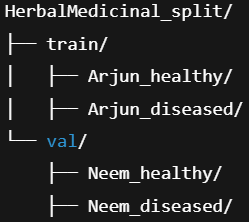 HerbalMedicinal_split/
├── train/
│   ├── Arjun_healthy/
│   ├── Arjun_diseased/
└── val/
    ├── Neem_healthy/
    ├── Neem_diseased/